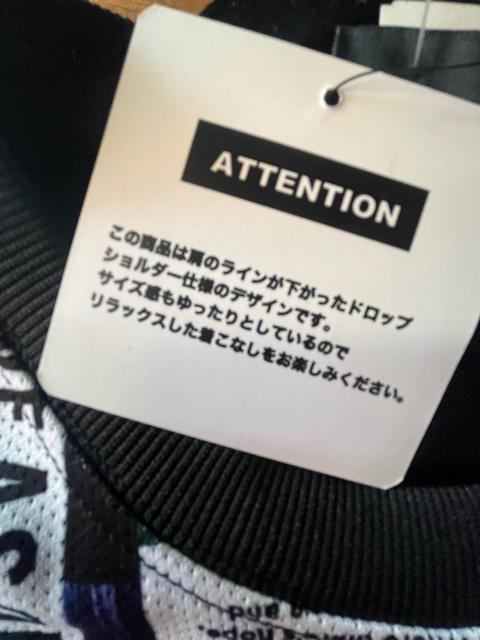 ATTENTION
この商品は肩のラインが下がったドロップ
ショルダー仕様のデザインです。
サイズ感もゆったりとしているので
リラックスした着こなしをお楽しみください。
and